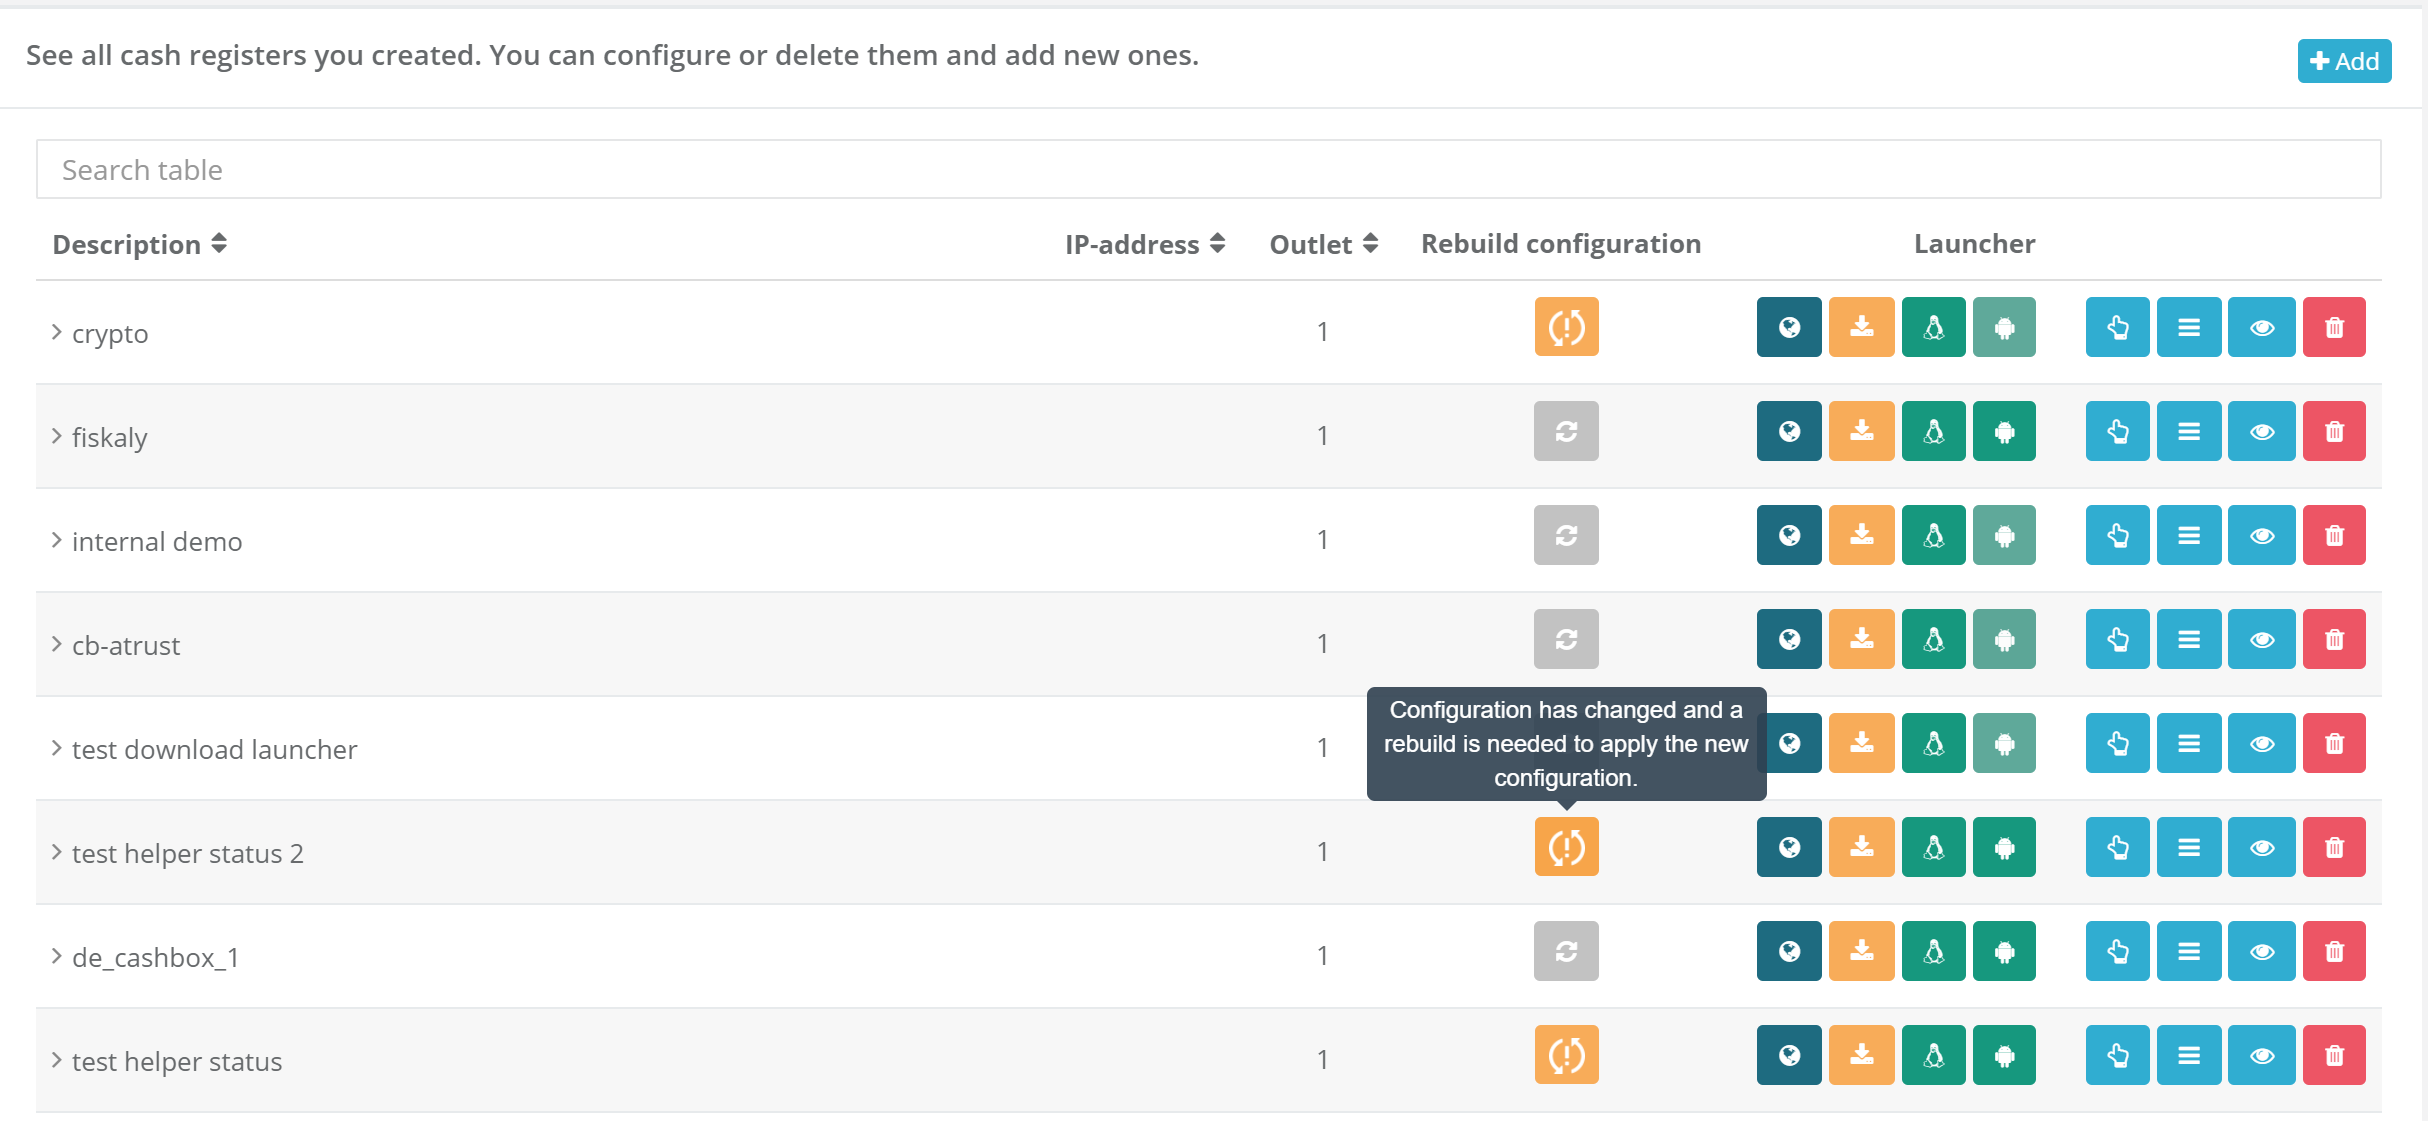 See all cash registers you created. You can configure or delete them and add new ones.
Add
Search table
Description IP-address Outlet Rebuild configuration Launcher
crypto 1
fiskaly 1
internal demo 1
cb-atrust 1
Configuration has changed and a
rebuild is needed to apply the new
configuration.
test download launcher 1
test helper status 2 1
de_cashbox_1 1
test helper status 1